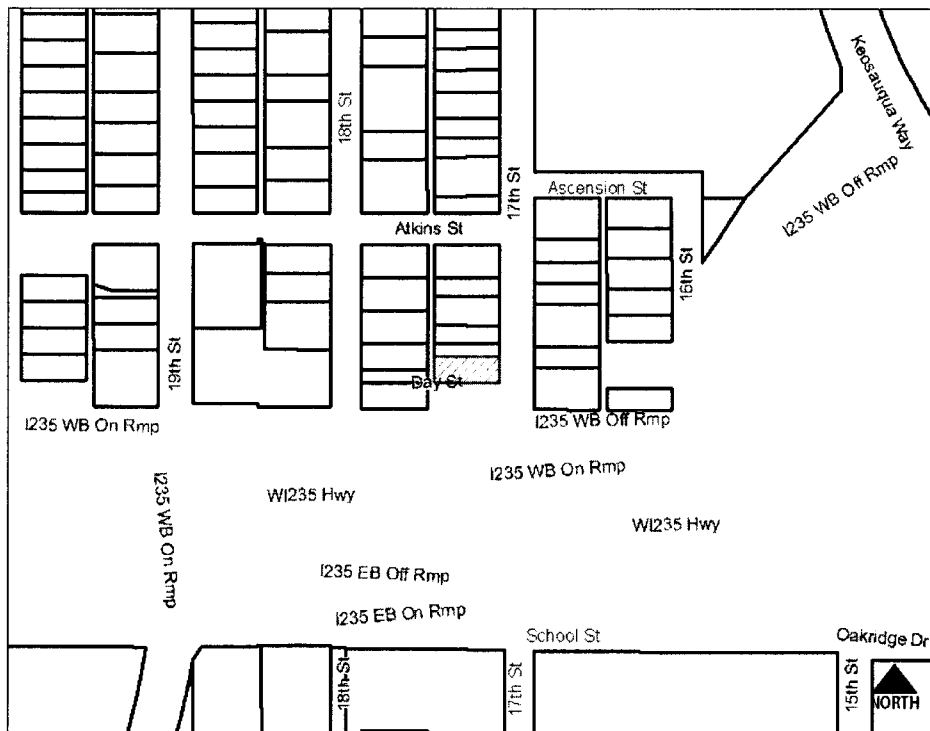 Keosauqua Way
18th St
17th St
Ascension St
I235 WB Off Rmp
Atkins St
16th St
19th St
Day St
I235 WB On Rmp
I235 WB Off Rmp
I235 WB On Rmp
I235 WB On Rmp
WI235 Hwy
WI235 Hwy
I235 EB Off Rmp
I235 EB On Rmp
School St
Oakridge Dr
18th St
17th St
15th St
NORTH